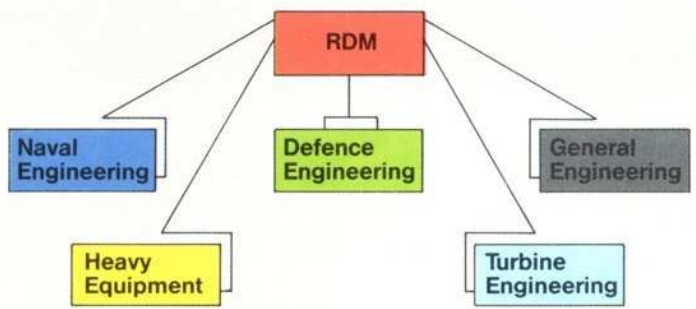 RDM
Naval
Engineering
Defence
Engineering
General
Engineering
Heavy
Equipment
Turbine
Engineering